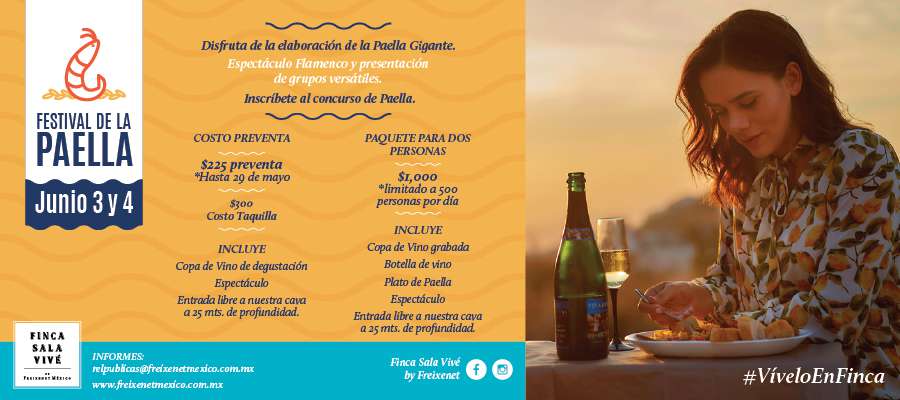 FESTIVAL DE LA
PAELLA
Junio 3 y 4
Disfruta de la elaboración de la Paella Gigante.
Espectáculo Flamenco y presentación
de grupos versátiles.
Inscríbete al concurso de Paella.
COSTO PREVENTA
$225 preventa
*Hasta 29 de mayo
$300
Costo Taquilla
INCLUYE
Copa de Vino de degustación
Espectáculo
Entrada libre a nuestra cava
a 25 mts. de profundidad.
PAQUETE PARA DOS
PERSONAS
$1,000
*limitado a 500
personas por día
INCLUYE
Copa de Vino grabada
Botella de vino
Plato de Paella
Espectáculo
Entrada libre a nuestra cava
a 25 mts. de profundidad.
FINCA
SALA
VIVÉ
DE
FREIXENET MÉXICO
INFORMES:
relpublicas@freixenetmexico.com.mx
www.freixenetmexico.com.mx
Finca Sala Vivé
by Freixenet
#VíveloEnFinca